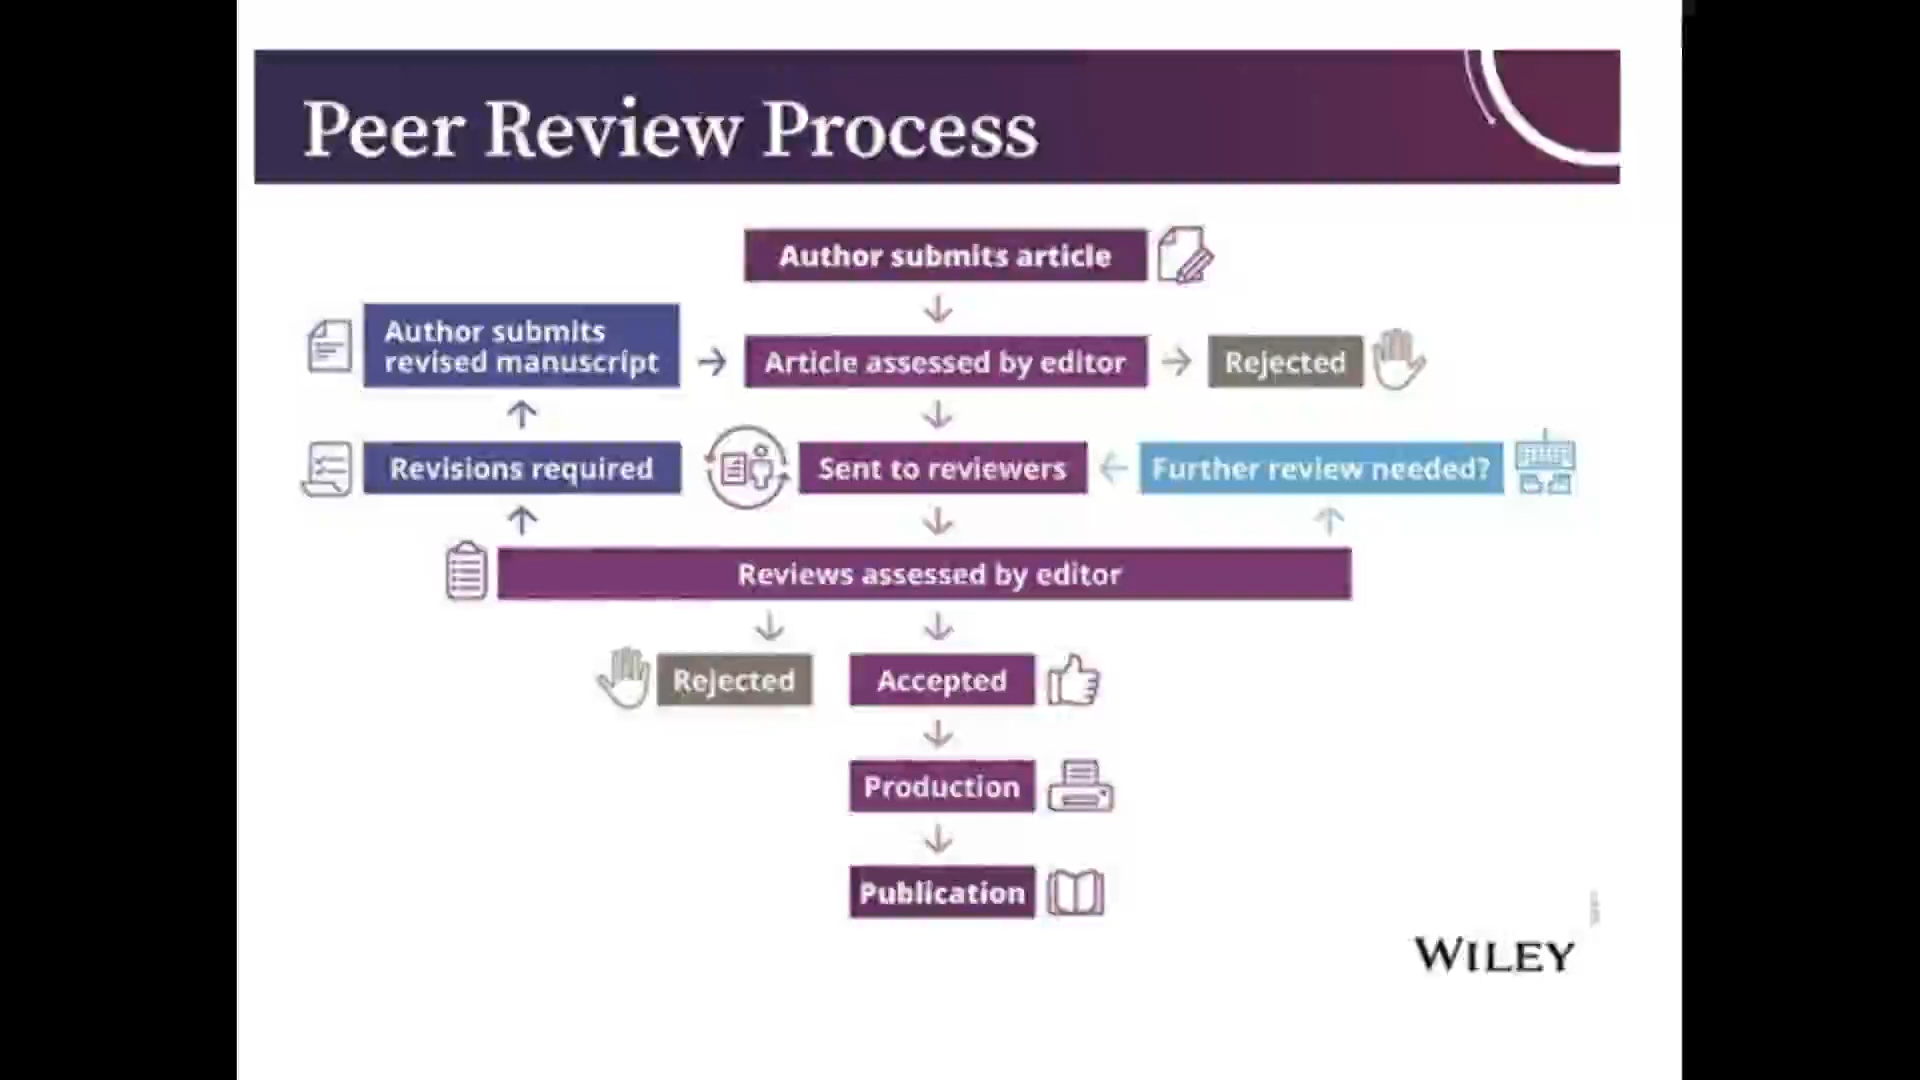 Peer Review Process
Author submits article
Author submits
revised manuscript
Article assessed by editor
Rejected
Revisions required
Sent to reviewers
Further review needed?
Reviews assessed by editor
Rejected
Accepted
Production
Publication
WILEY